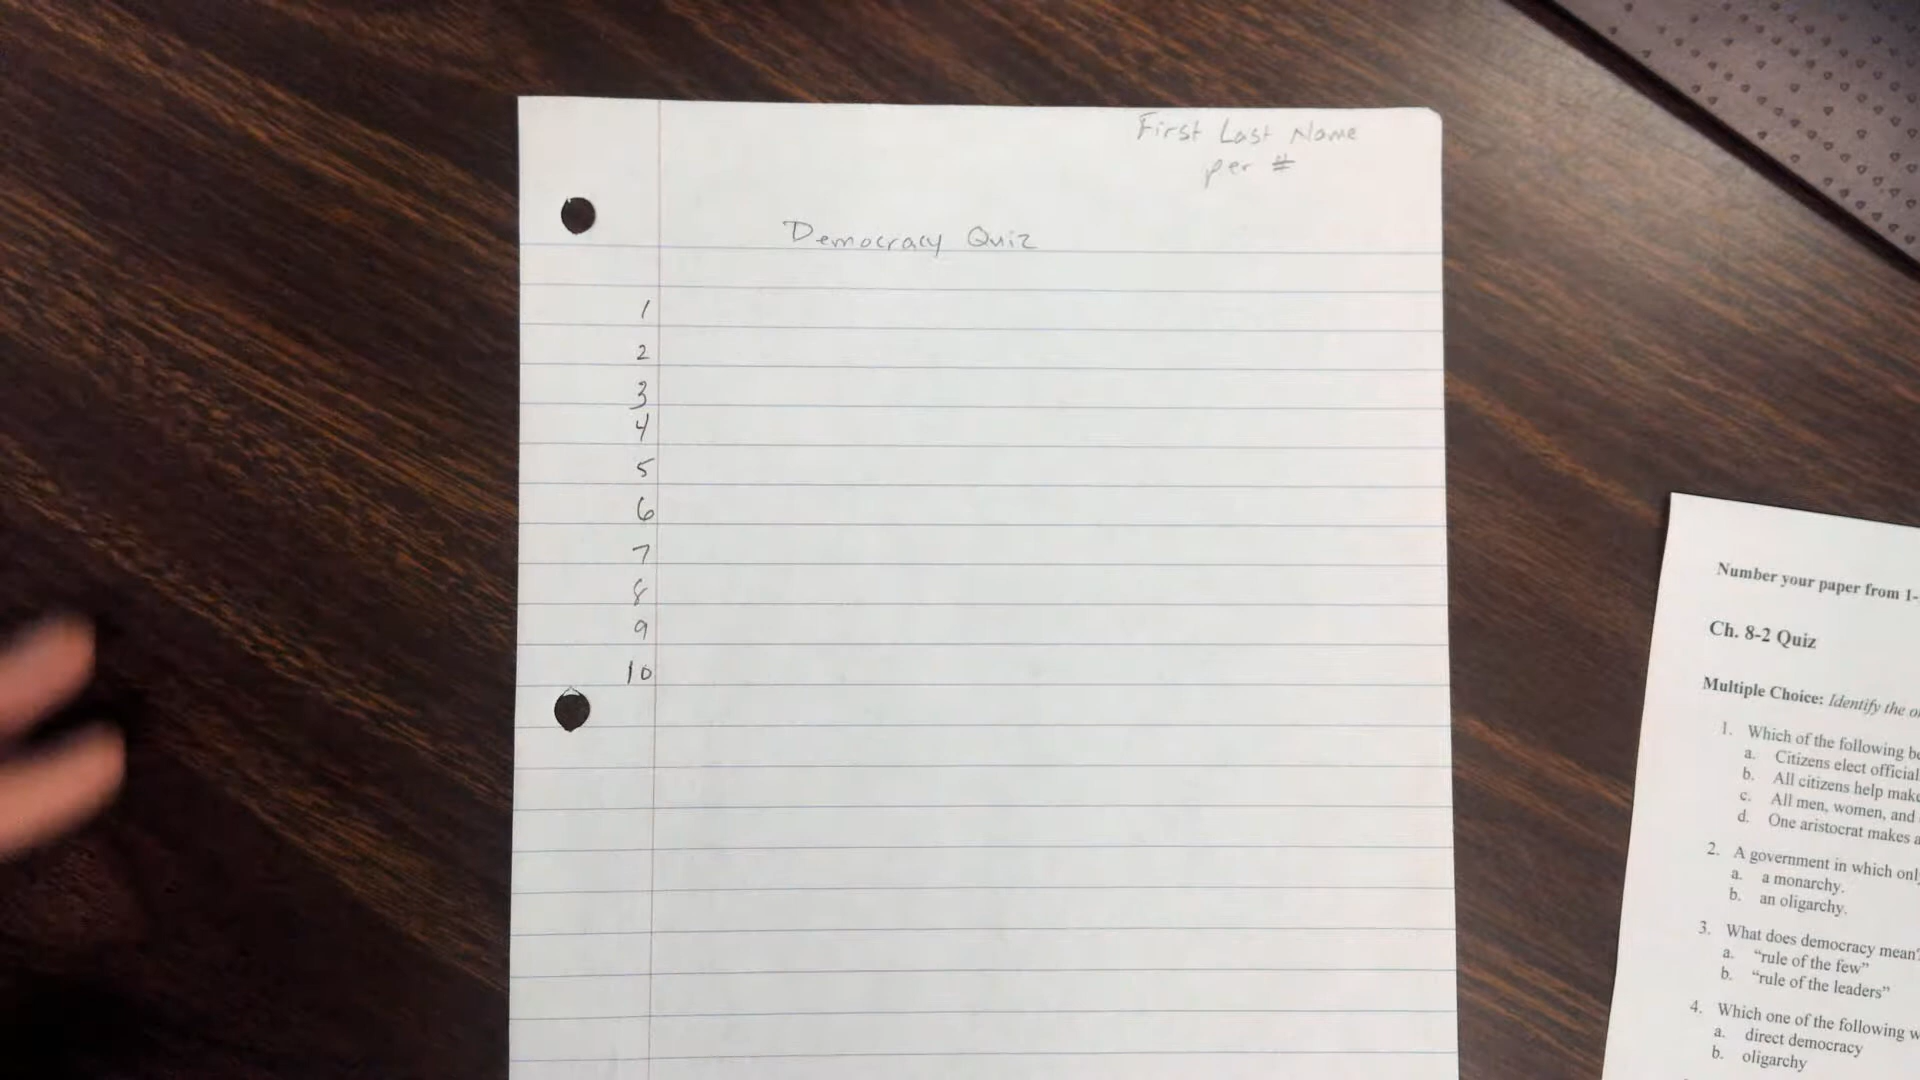 First Last Name
per #
Democracy Quiz
1
2
3
4
5
6
7
8
9
10
Number your paper from 1-
Ch. 8-2 Quiz
Multiple Choice: Identify the
1. Which of the following
a. Citizens elect official
b. All citizens help make
c. All men, women, and
d. One aristocrat makes
2. A government in which only
a. a monarchy.
b. an oligarchy.
3. What does democracy mean?
a. “rule of the few”
b. “rule of the leaders”
4. Which one of the following
a. direct democracy
b. oligarchy